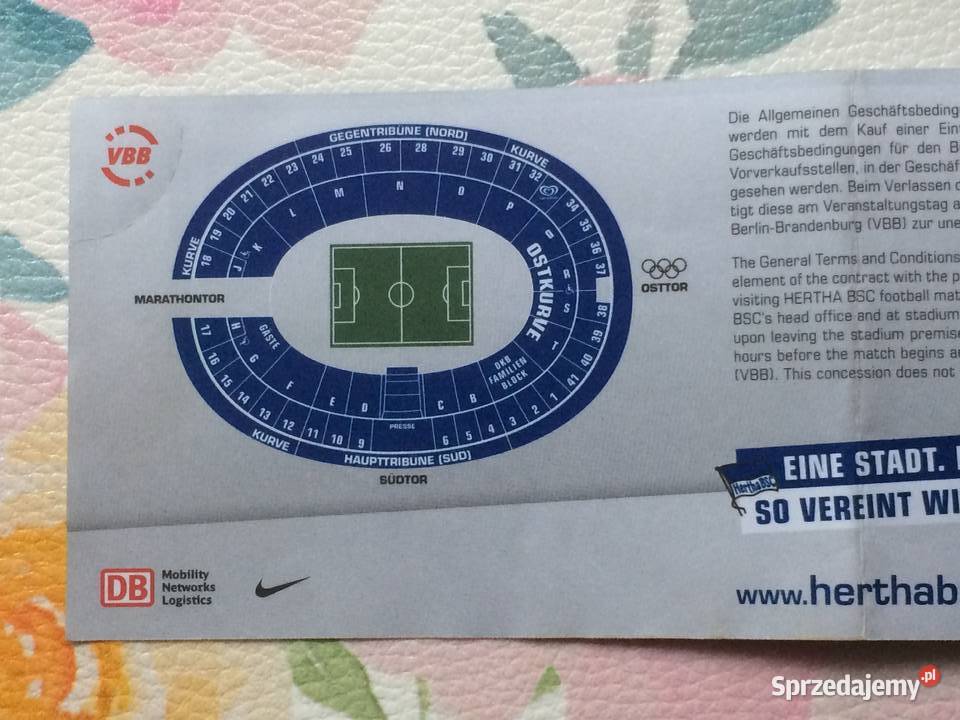 VBB
GEGENTRIBÜNE (NORD)
KURVE
KURVE
18 19 20 21 22 23 24 25 26 28 29 30 31 32 34 35 36 37
J K L M N O P Q R
MARATHONTOR
OSTKURVE
OSTTOR
17 16 15 14 13 12 11 10 9 6 5 4 3 2 1 41 40 39 38
H G F E D C B T S
GÄSTE
DKB
FAMILIEN
BLOCK
PRESSE
KURVE
HAUPTTRIBÜNE (SÜD)
SÜDTOR
Die Allgemeinen Geschäftsbeding
werden mit dem Kauf einer Ein
Geschäftsbedingungen für den B
Vorverkaufsstellen, in der Geschäf
gesehen werden. Beim Verlassen d
tigt diese am Veranstaltungstag a
Berlin-Brandenburg (VBB) zur une
The General Terms and Conditions
element of the contract with the p
visiting HERTHA BSC football mat
BSC's head office and at stadium
upon leaving the stadium premise
hours before the match begins a
(VBB). This concession does not
Hertha BSC
EINE STADT.
SO VEREINT WI
DB
Mobility
Networks
Logistics
www.herthab
Sprzedajemy.pl